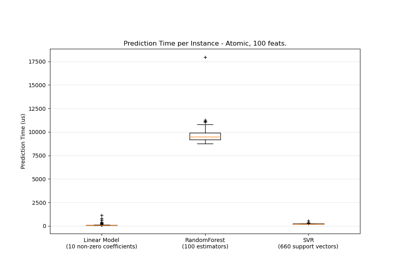 Prediction Time per Instance - Atomic, 100 feats.
Prediction Time (us)
17500
15000
12500
10000
7500
5000
2500
0
Linear Model
(10 non-zero coefficients)
RandomForest
(100 estimators)
SVR
(660 support vectors)